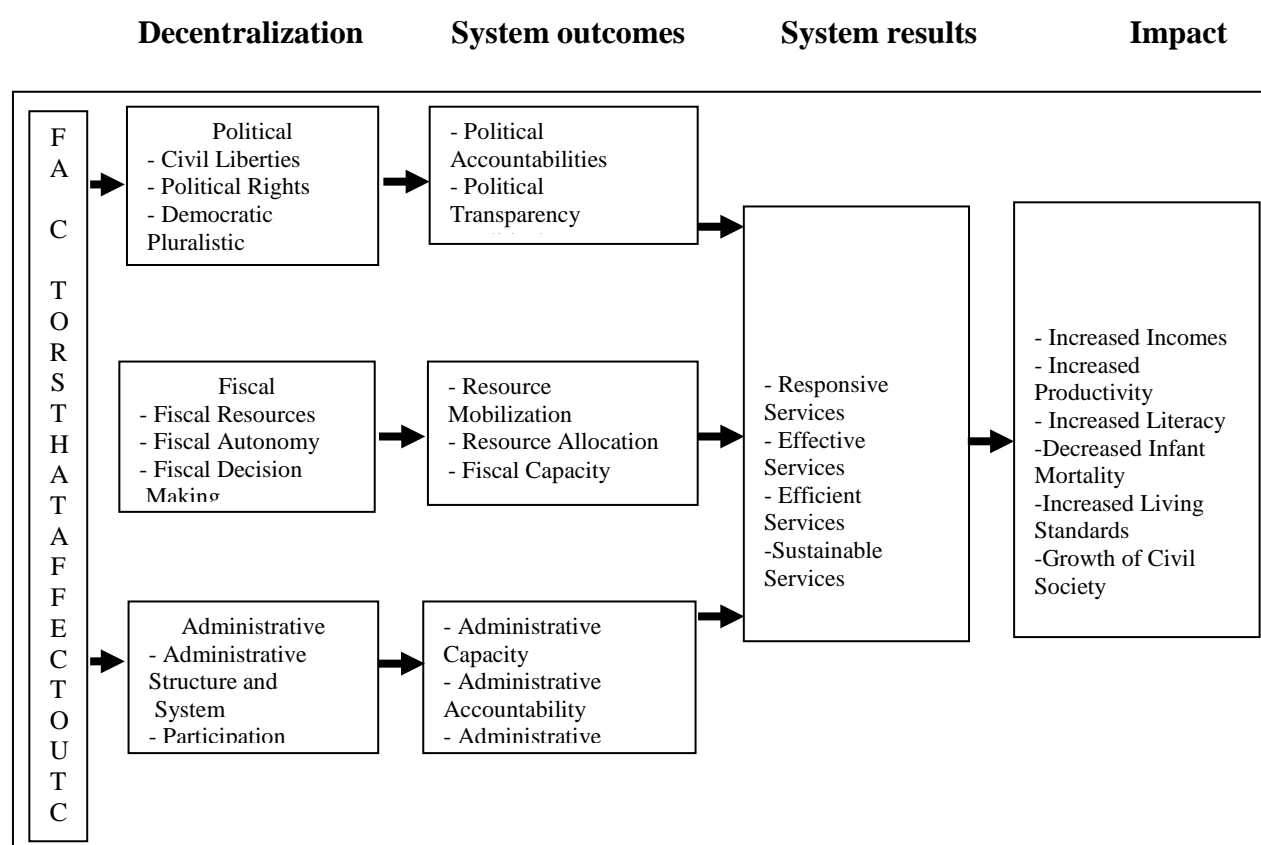 Decentralization System outcomes System results Impact
F
A
C
T
O
R
S
T
H
A
T
A
F
F
E
C
T
O
U
T
C
Political
- Civil Liberties
- Political Rights
- Democratic
Pluralistic
- Political
Accountabilities
- Political
Transparency
Fiscal
- Fiscal Resources
- Fiscal Autonomy
- Fiscal Decision
Making
- Resource
Mobilization
- Resource Allocation
- Fiscal Capacity
Administrative
- Administrative
Structure and
System
- Participation
- Administrative
Capacity
- Administrative
Accountability
- Administrative
- Responsive
Services
- Effective
Services
- Efficient
Services
-Sustainable
Services
- Increased Incomes
- Increased
Productivity
- Increased Literacy
-Decreased Infant
Mortality
-Increased Living
Standards
-Growth of Civil
Society